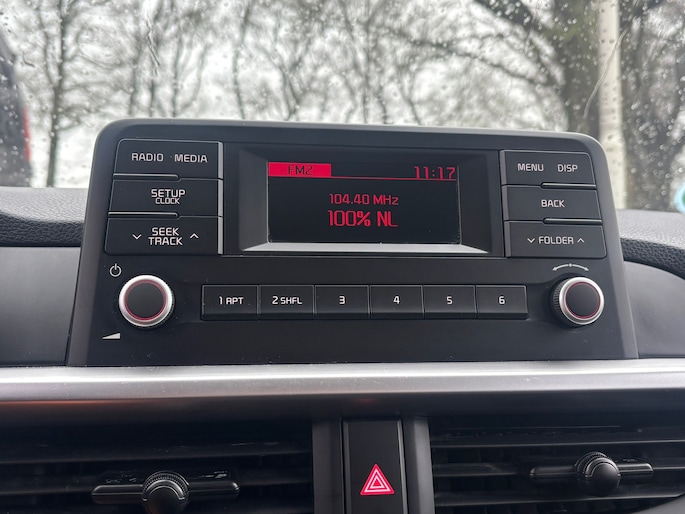 RADIO MEDIA
SETUP
CLOCK
SEEK
TRACK
FM2 11:17
104.40 MHz
100% NL
MENU DISP
BACK
FOLDER
1 RPT 2 SHFL 3 4 5 6